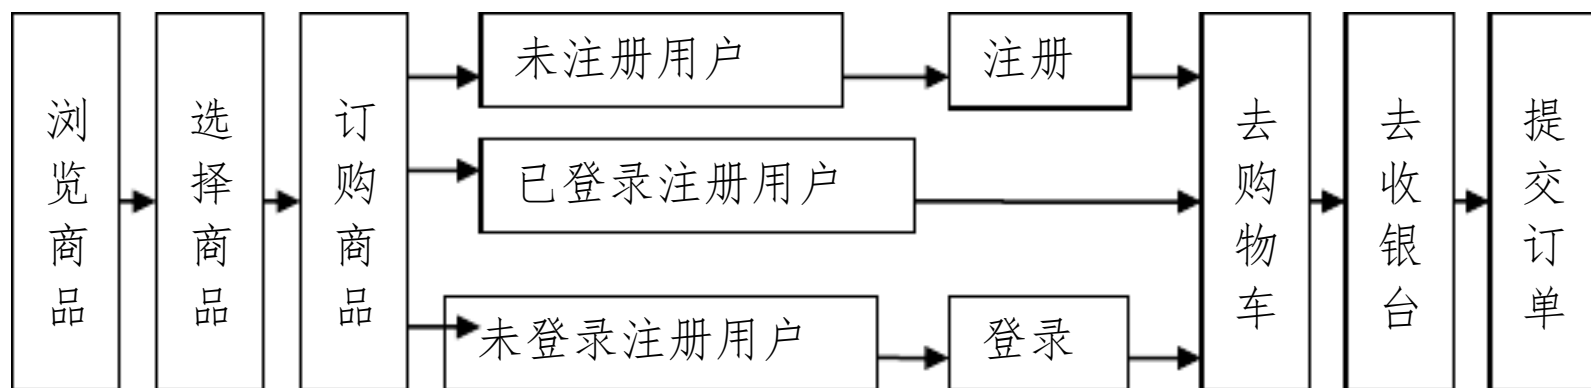 浏览商品
选择商品
订购商品
未注册用户
注册
已登录注册用户
未登录注册用户
登录
去购物车
去收银台
提交订单